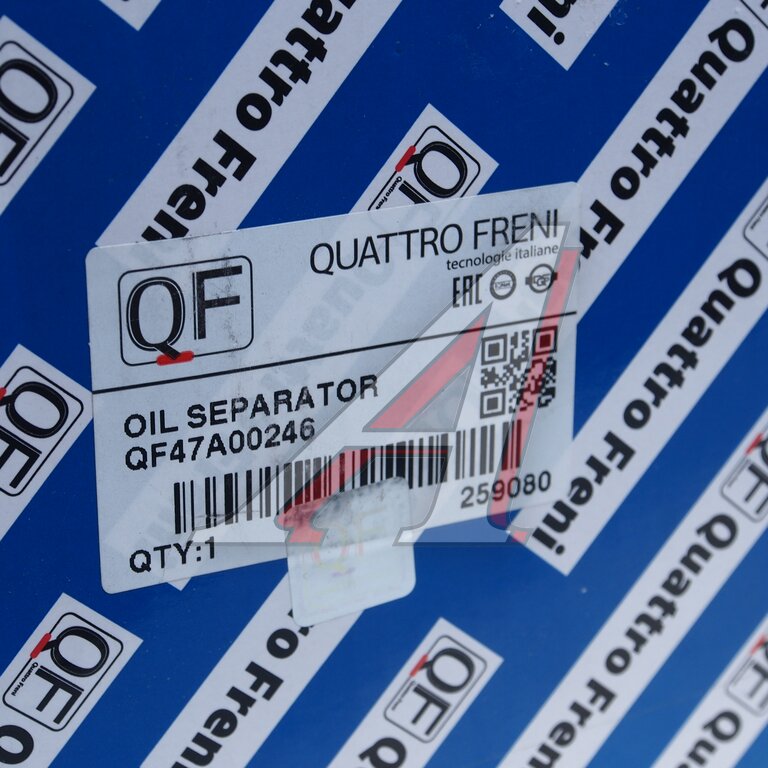 QF
QUATTRO FRENI
tecnologie italiane
EAC
OIL SEPARATOR
QF47A00246
259080
QTY:1
Quattro Freni
Quattro Freni
Quattro Freni
Quattro Freni
QF
QF
QF
QF
QF
QF